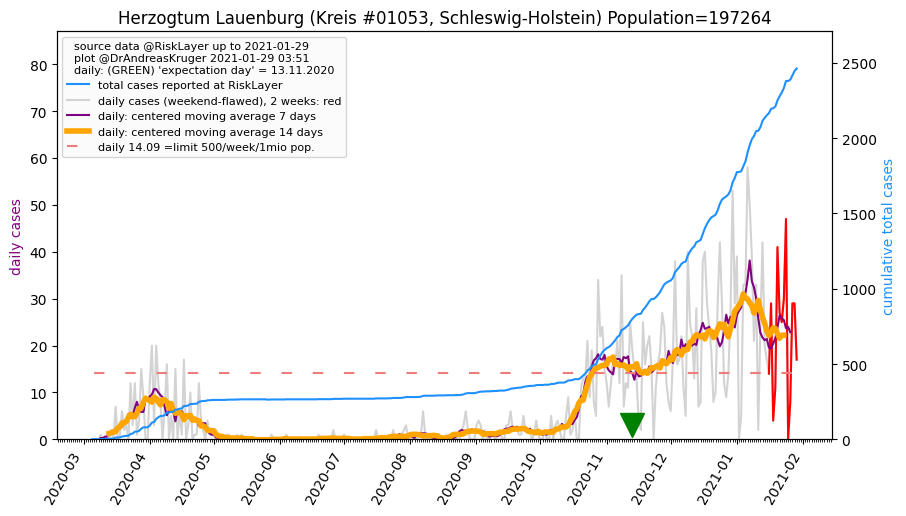 Herzogtum Lauenburg (Kreis #01053, Schleswig-Holstein) Population=197264
source data @RiskLayer up to 2021-01-29
plot @DrAndreasKruger 2021-01-29 03:51
daily: (GREEN) 'expectation day' = 13.11.2020
total cases reported at RiskLayer
daily cases (weekend-flawed), 2 weeks: red
daily: centered moving average 7 days
daily: centered moving average 14 days
daily 14.09 =limit 500/week/1mio pop.
daily cases
80
70
60
50
40
30
20
10
0
cumulative total cases
2500
2000
1500
1000
500
0
2020-03
2020-04
2020-05
2020-06
2020-07
2020-08
2020-09
2020-10
2020-11
2020-12
2021-01
2021-02